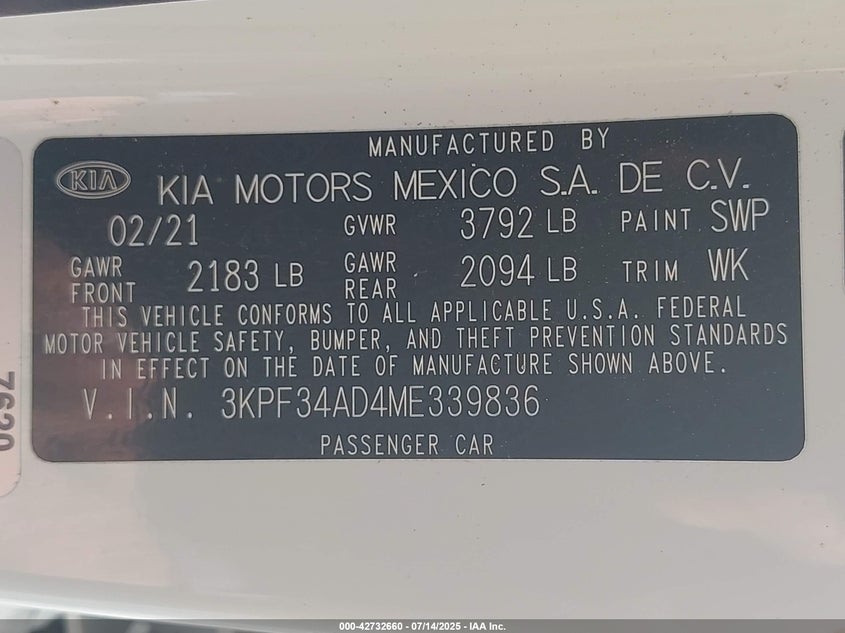 MANUFACTURED BY
KIA KIA MOTORS MEXICO S.A. DE C.V.
02/21 GVWR 3792 LB PAINT SWP
GAWR FRONT 2183 LB GAWR REAR 2094 LB TRIM WK
THIS VEHICLE CONFORMS TO ALL APPLICABLE U.S.A. FEDERAL
MOTOR VEHICLE SAFETY, BUMPER, AND THEFT PREVENTION STANDARDS
IN EFFECT ON THE DATE OF MANUFACTURE SHOWN ABOVE.
V.I.N. 3KPF34AD4ME339836
PASSENGER CAR
000-42732660 - 07/14/2025 - IAA Inc.